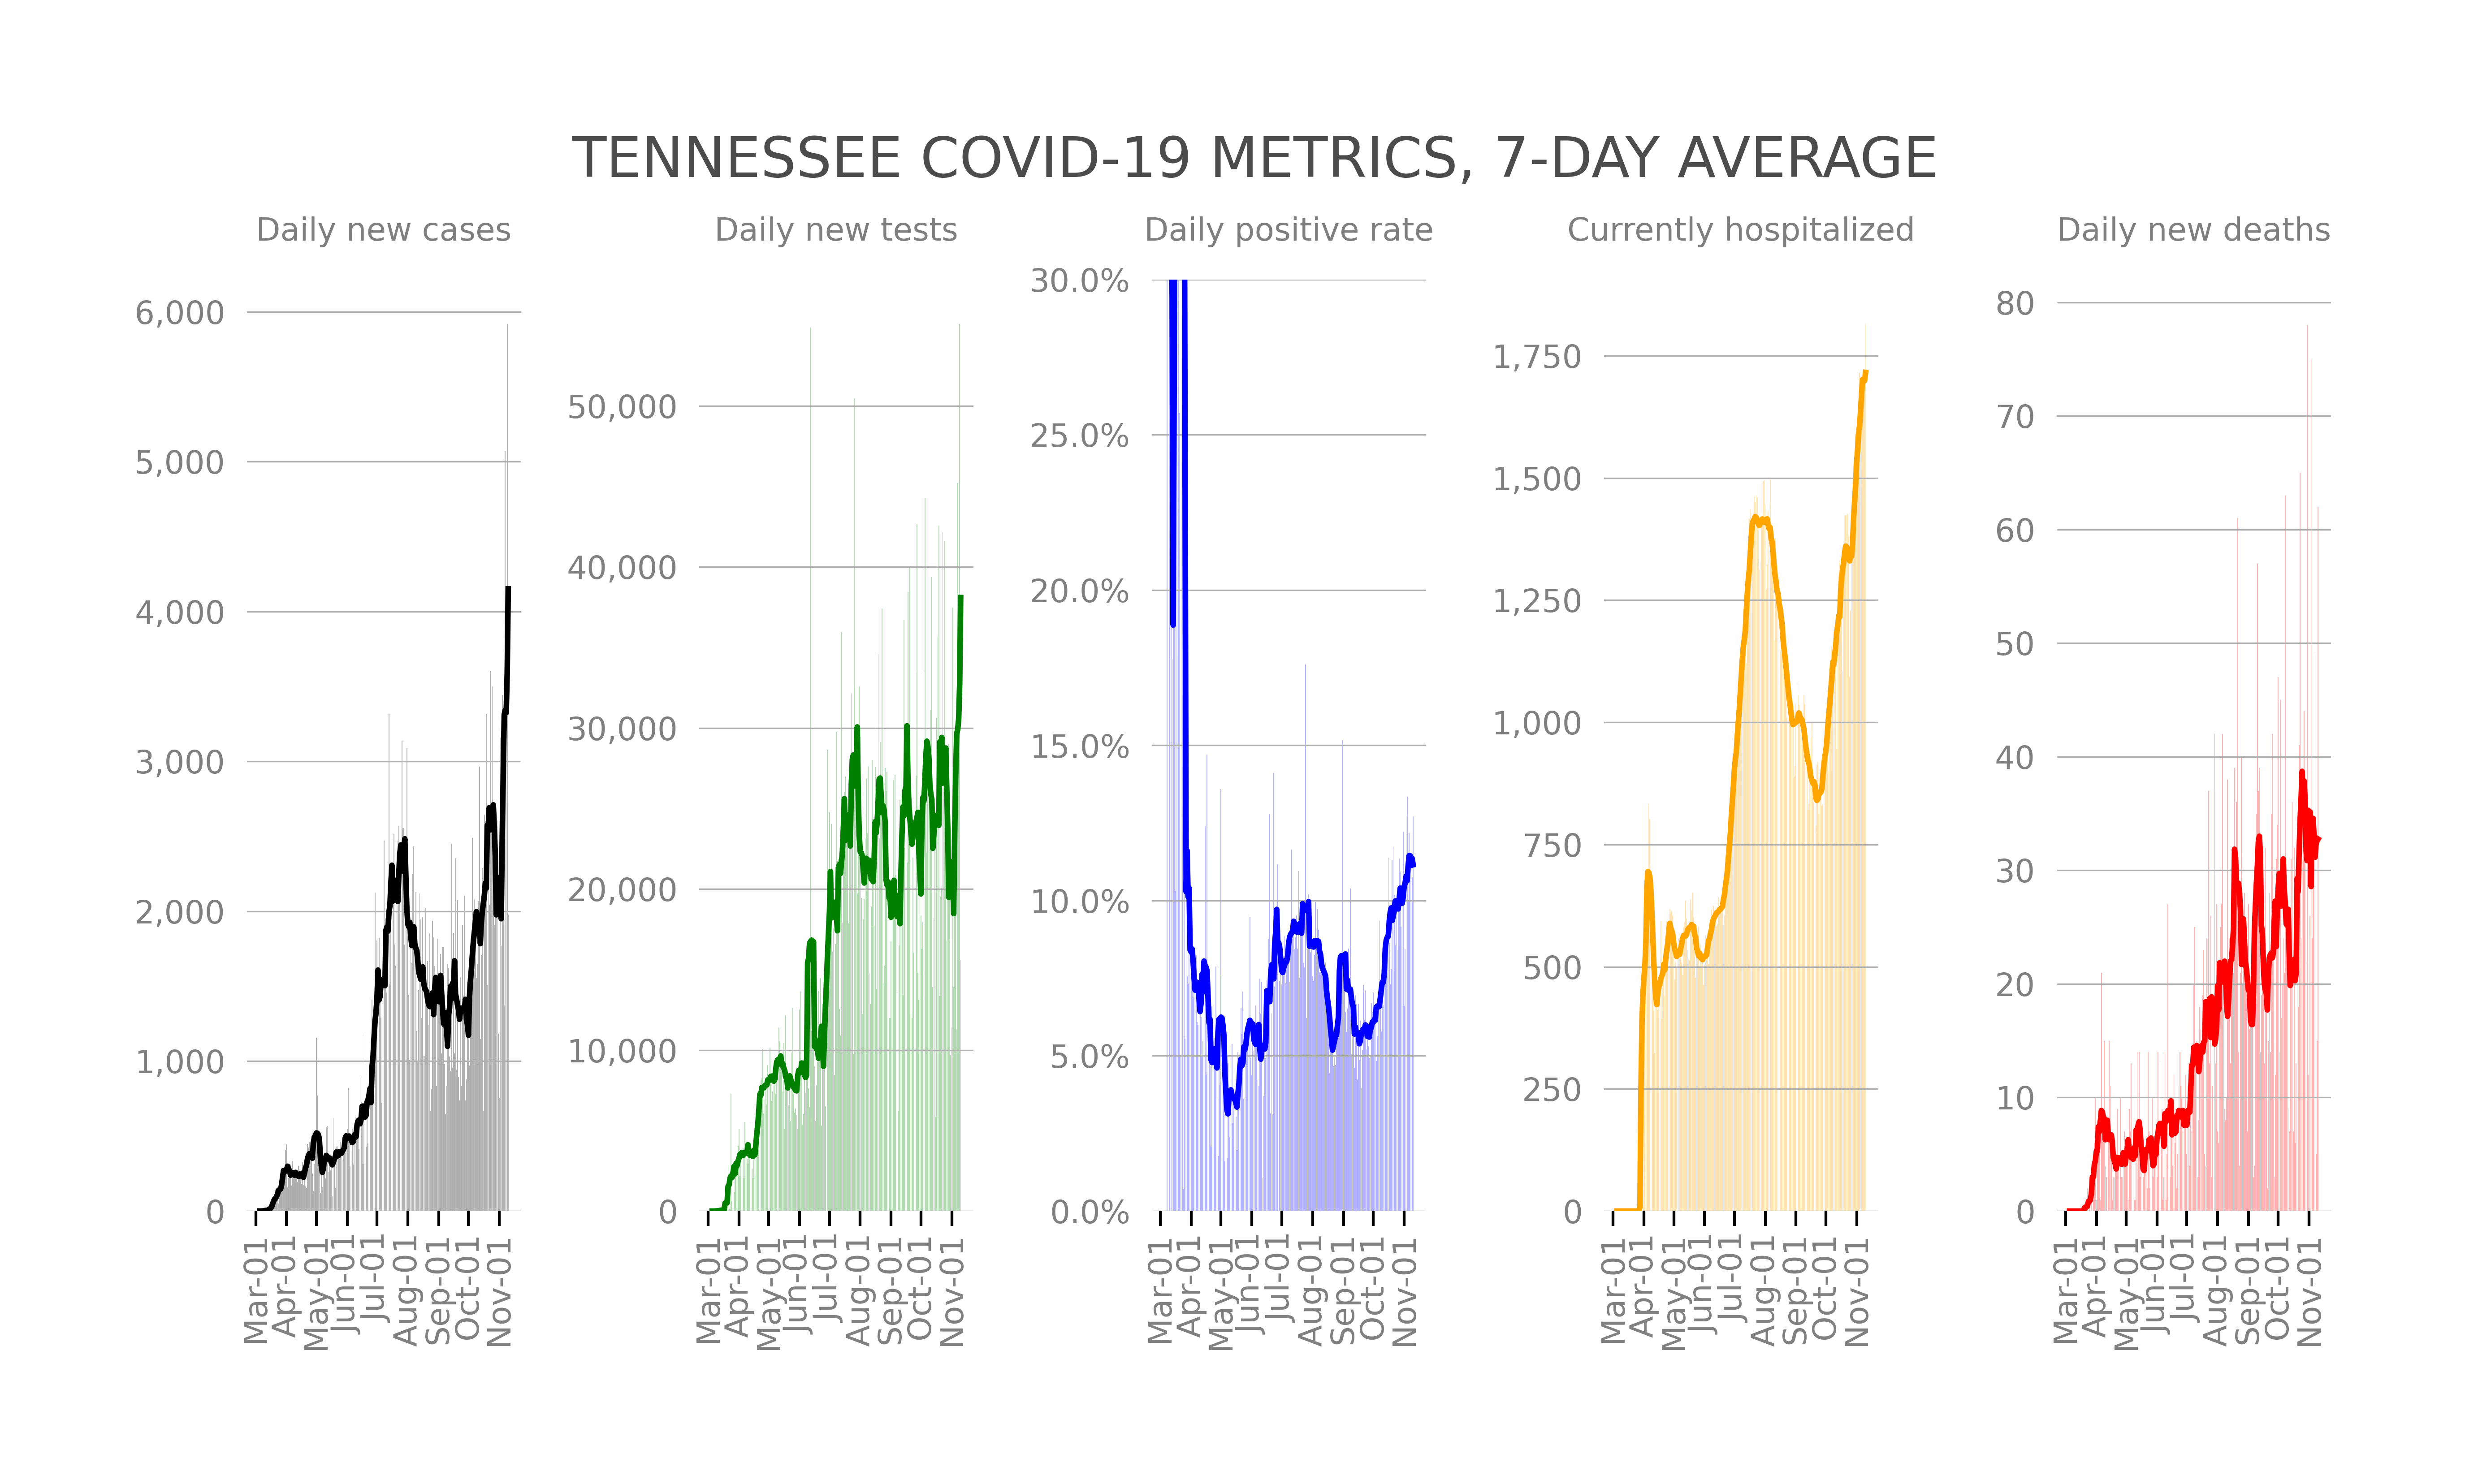 TENNESSEE COVID-19 METRICS, 7-DAY AVERAGE
Daily new cases
6,000
5,000
4,000
3,000
2,000
1,000
0
Mar-01
Apr-01
May-01
Jun-01
Jul-01
Aug-01
Sep-01
Oct-01
Nov-01
Daily new tests
50,000
40,000
30,000
20,000
10,000
0
Mar-01
Apr-01
May-01
Jun-01
Jul-01
Aug-01
Sep-01
Oct-01
Nov-01
Daily positive rate
30.0%
25.0%
20.0%
15.0%
10.0%
5.0%
0.0%
Mar-01
Apr-01
May-01
Jun-01
Jul-01
Aug-01
Sep-01
Oct-01
Nov-01
Currently hospitalized
1,750
1,500
1,250
1,000
750
500
250
0
Mar-01
Apr-01
May-01
Jun-01
Jul-01
Aug-01
Sep-01
Oct-01
Nov-01
Daily new deaths
80
70
60
50
40
30
20
10
0
Mar-01
Apr-01
May-01
Jun-01
Jul-01
Aug-01
Sep-01
Oct-01
Nov-01